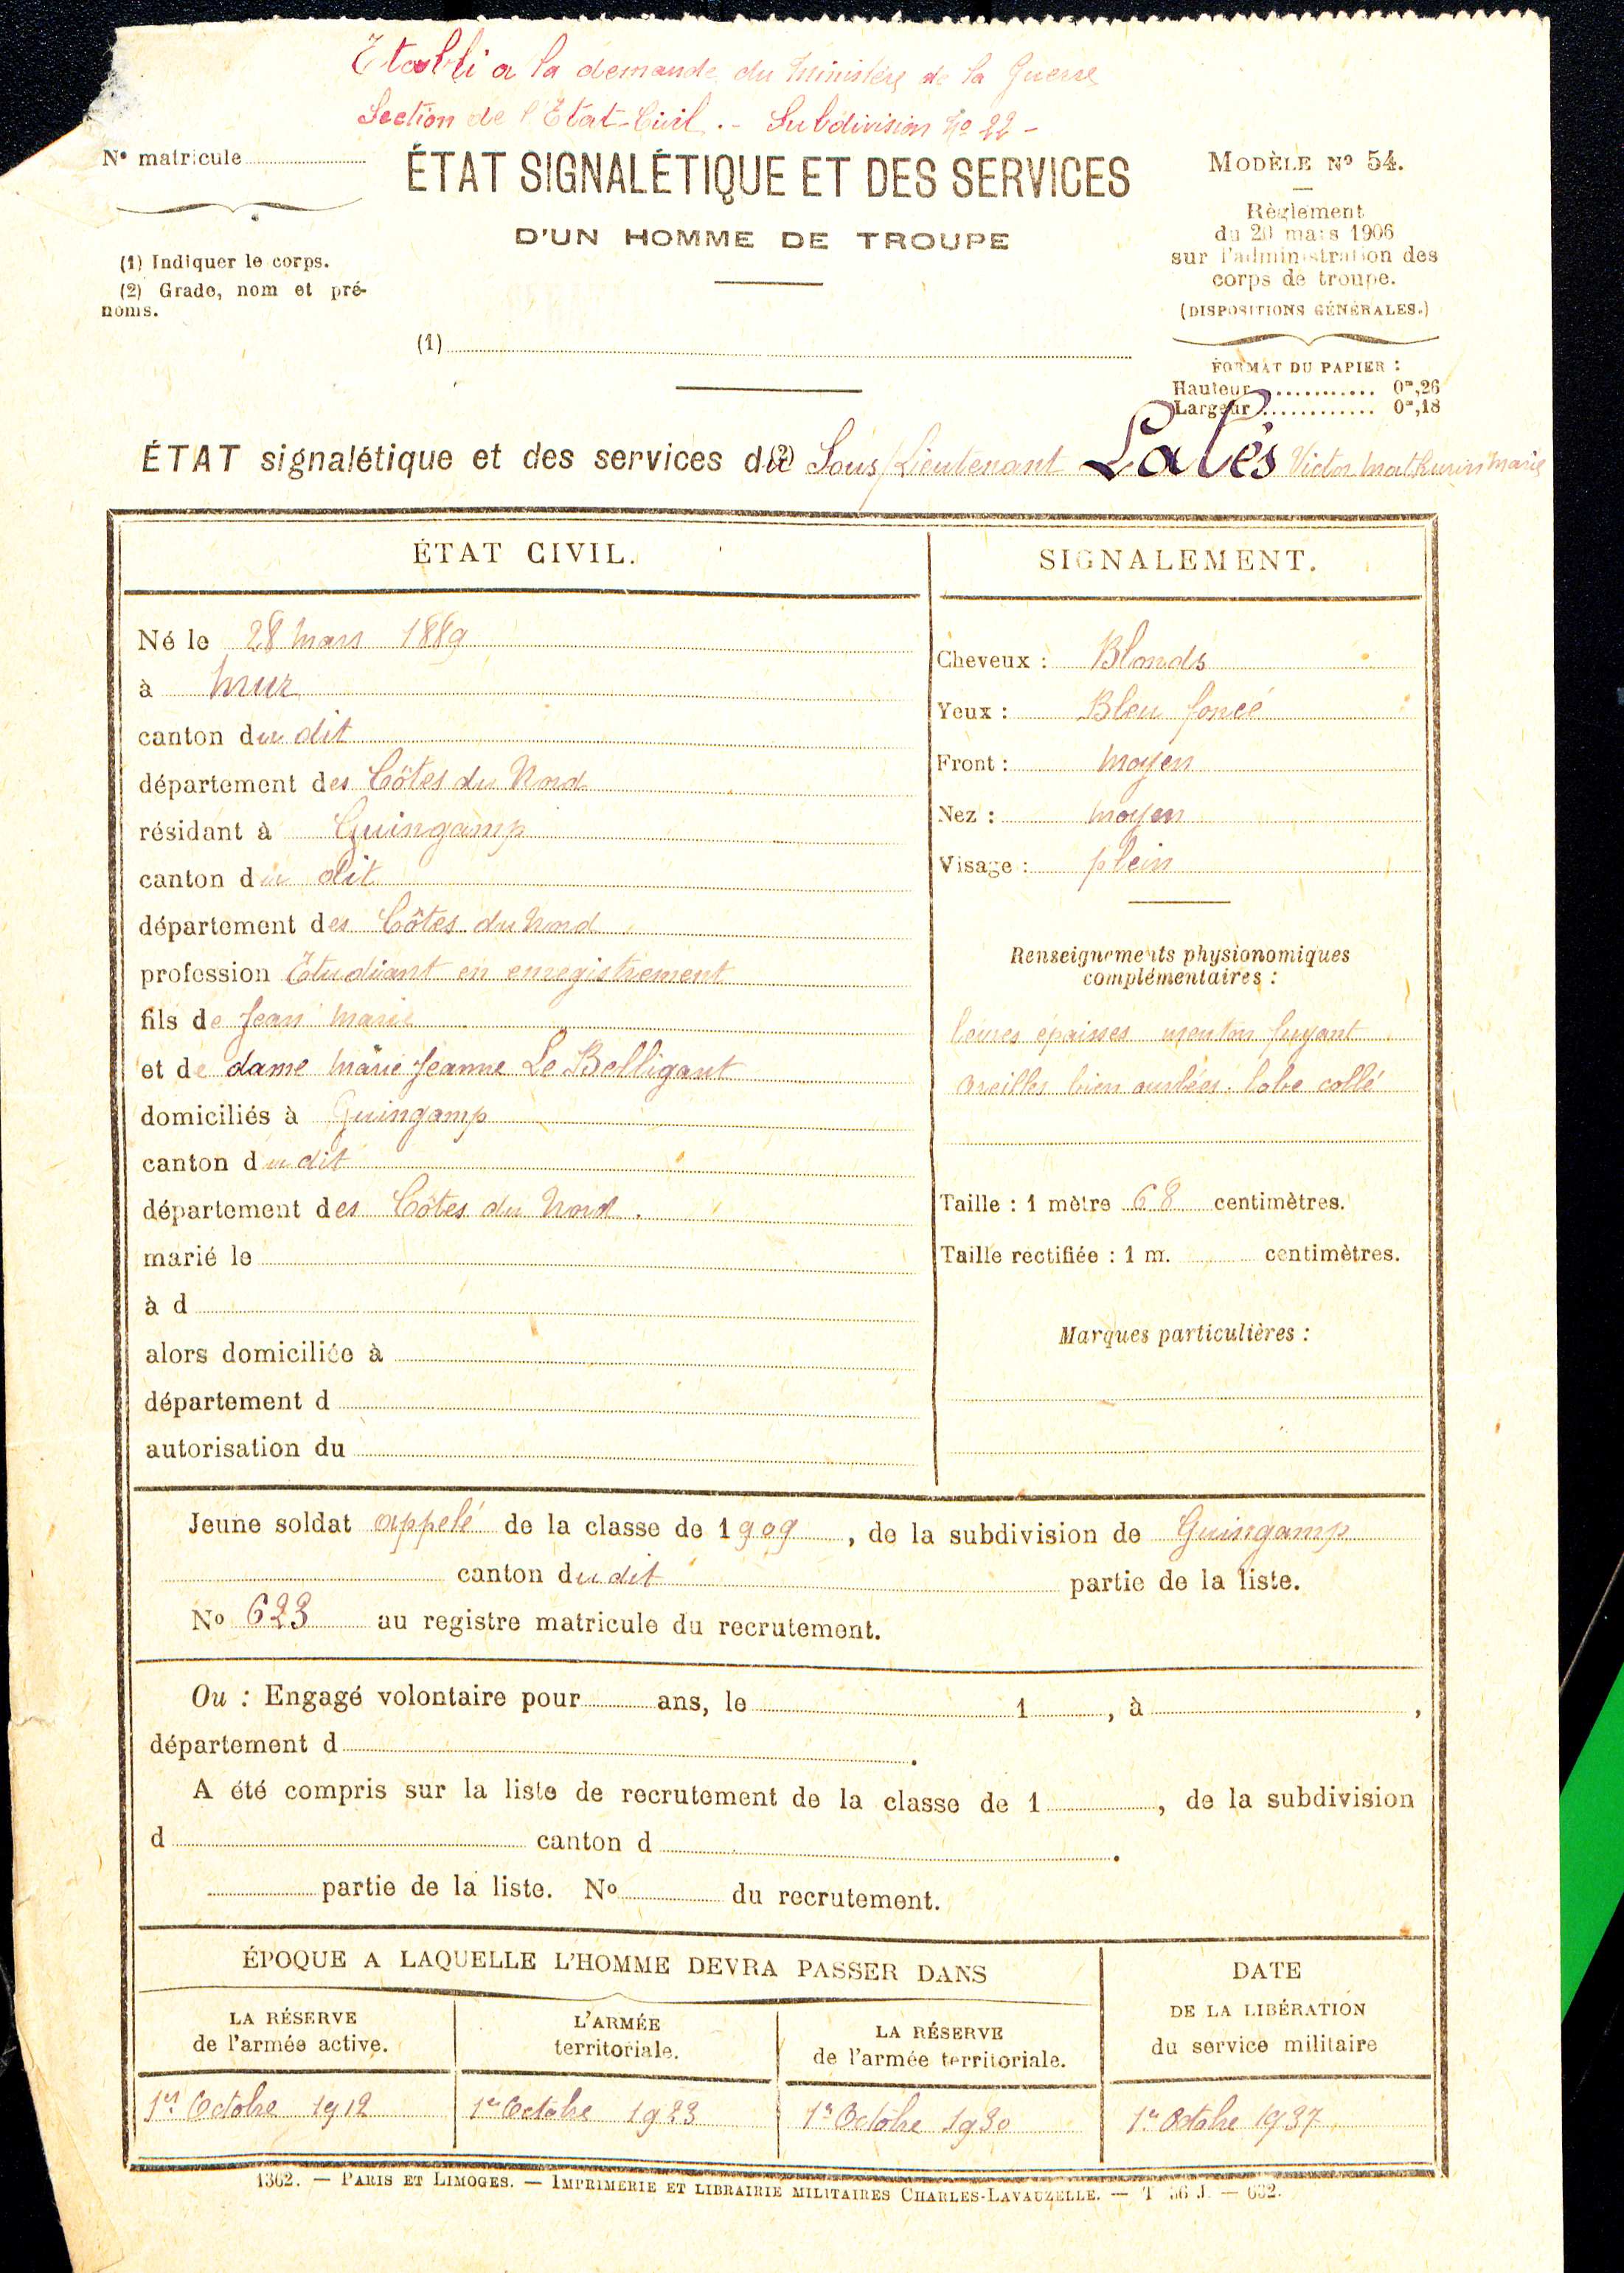 Etabli a la demande du Ministère de la Guerre
Section de l'Etat-Civil. - Subdivision No 22 -
No matricule
ÉTAT SIGNALÉTIQUE ET DES SERVICES
D'UN HOMME DE TROUPE
MODÈLE No 54.
Règlement
du 20 mars 1906
sur l'administration des
corps de troupe.
(DISPOSITIONS GÉNÉRALES.)
(1) Indiquer le corps.
(2) Grade, nom et pré-
noms.
(1)
FORMAT DU PAPIER :
Hauteur 0m,26
Largeur 0m,18
ÉTAT signalétique et des services du (2) Sous/Lieutenant Latès Victor Mathurin Marie
ÉTAT CIVIL.
Né le 28 Mars 1889
à Mur
canton du dit
département des Côtes du Nord
résidant à Guingamp
canton du dit
département des Côtes du Nord
profession Etudiant en enregistrement
fils de Jean Marie
et de dame Marie Jeanne Le Belligant
domiciliés à Guingamp
canton du dit
département des Côtes du Nord.
marié le
à d
alors domiciliée à
département d
autorisation du
SIGNALEMENT.
Cheveux : Blonds
Yeux : Bleu foncé
Front : moyen
Nez : moyen
Visage : plein
Renseignements physionomiques
complémentaires :
lèvres épaisses menton fuyant
oreilles bien ourlées. lobe collé
Taille : 1 mètre 68 centimètres.
Taille rectifiée : 1 m. centimètres.
Marques particulières :
Jeune soldat appelé de la classe de 1909, de la subdivision de Guingamp
canton du dit partie de la liste.
No 623 au registre matricule du recrutement.
Ou : Engagé volontaire pour ans, le 1 , à ,
département d .
A été compris sur la liste de recrutement de la classe de 1 , de la subdivision
d canton d .
partie de la liste. No du recrutement.
ÉPOQUE A LAQUELLE L'HOMME DEVRA PASSER DANS
DATE
DE LA LIBÉRATION
du service militaire
LA RÉSERVE
de l'armée active.
L'ARMÉE
territoriale.
LA RÉSERVE
de l'armée territoriale.
1er Octobre 1912
1er Octobre 1923
1er Octobre 1930
1er Octobre 1937
1362. — PARIS ET LIMOGES. — IMPRIMERIE ET LIBRAIRIE MILITAIRES CHARLES-LAVAUZELLE. — T 56 J — 632.